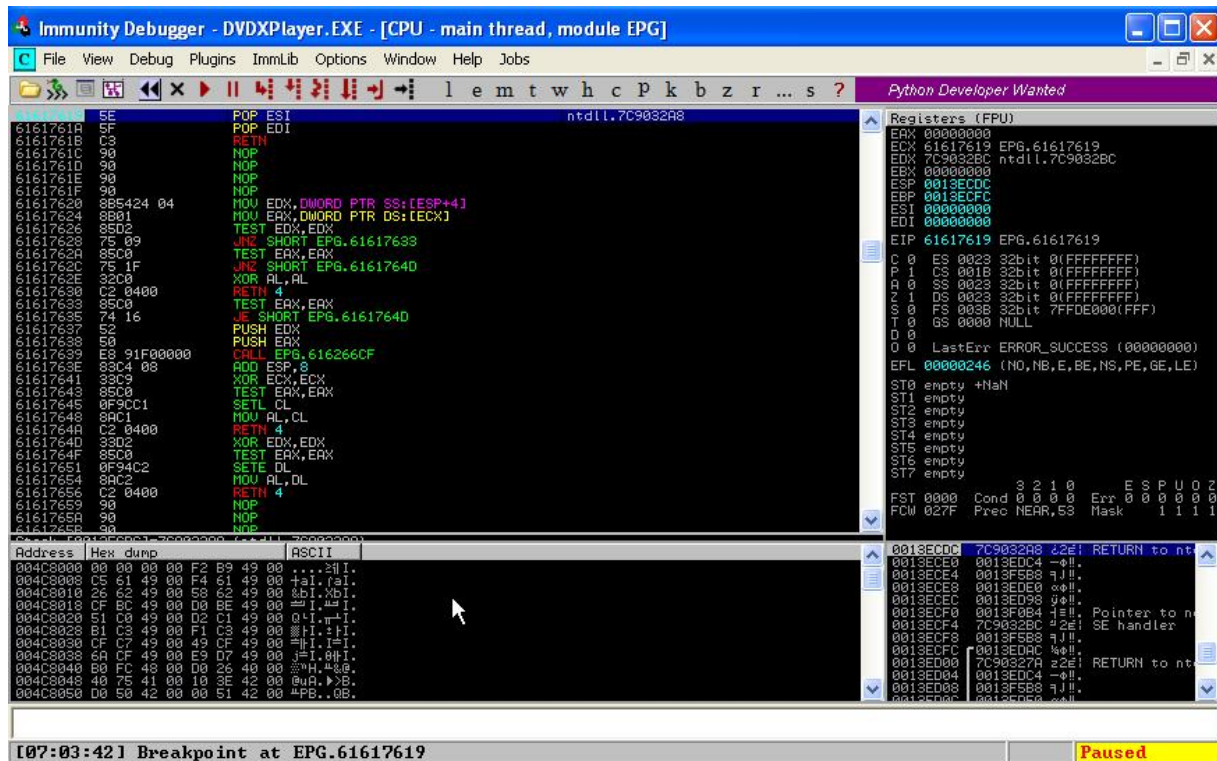 Immunity Debugger - DVDXPlayer.EXE - [CPU - main thread, module EPG]
C File View Debug Plugins ImmLib Options Window Help Jobs
l e m t w h c P k b z r ... s ? Python Developer Wanted
61617619 5E POP ESI ntdll.7C9032A8
6161761A 5F POP EDI
6161761B C3 RETN
6161761C 90 NOP
6161761D 90 NOP
6161761E 90 NOP
6161761F 90 NOP
61617620 8B5424 04 MOV EDX,DWORD PTR SS:[ESP+4]
61617624 8B01 MOV EAX,DWORD PTR DS:[ECX]
61617626 85D2 TEST EDX,EDX
61617628 75 09 JNZ SHORT EPG.61617633
6161762A 85C0 TEST EAX,EAX
6161762C 75 1F JNZ SHORT EPG.6161764D
6161762E 32C0 XOR AL,AL
61617630 C2 0400 RETN 4
61617633 85C0 TEST EAX,EAX
61617635 74 16 JE SHORT EPG.6161764D
61617637 52 PUSH EDX
61617638 50 PUSH EAX
61617639 E8 91F00000 CALL EPG.616266CF
6161763E 83C4 08 ADD ESP,8
61617641 33C9 XOR ECX,ECX
61617643 85C0 TEST EAX,EAX
61617645 0F9CC1 SETL CL
61617648 8AC1 MOV AL,CL
6161764A C2 0400 RETN 4
6161764D 33D2 XOR EDX,EDX
6161764F 85C0 TEST EAX,EAX
61617651 0F94C2 SETE DL
61617654 8AC2 MOV AL,DL
61617656 C2 0400 RETN 4
61617659 90 NOP
6161765A 90 NOP
6161765B 90 NOP
Registers (FPU)
EAX 00000000
ECX 61617619 EPG.61617619
EDX 7C9032BC ntdll.7C9032BC
EBX 00000000
ESP 0013ECDC
EBP 0013ECFC
ESI 00000000
EDI 00000000
EIP 61617619 EPG.61617619
C 0 ES 0023 32bit 0(FFFFFFFF)
P 1 CS 001B 32bit 0(FFFFFFFF)
A 0 SS 0023 32bit 0(FFFFFFFF)
Z 1 DS 0023 32bit 0(FFFFFFFF)
S 0 FS 003B 32bit 7FFDE000(FFF)
T 0 GS 0000 NULL
D 0
O 0 LastErr ERROR_SUCCESS (00000000)
EFL 00000246 (NO,NB,E,BE,NS,PE,GE,LE)
ST0 empty +NaN
ST1 empty
ST2 empty
ST3 empty
ST4 empty
ST5 empty
ST6 empty
ST7 empty
3 2 1 0 E S P U O Z
FST 0000 Cond 0 0 0 0 Err 0 0 0 0 0 0
FCW 027F Prec NEAR,53 Mask 1 1 1 1
Address Hex dump ASCII
004C8000 00 00 00 00 F2 B9 49 00
004C8008 C5 61 49 00 F4 61 49 00
004C8010 26 62 49 00 58 62 49 00
004C8018 CF BC 49 00 D0 BE 49 00
004C8020 51 C0 49 00 D2 C1 49 00
004C8028 B1 C3 49 00 F1 C3 49 00
004C8030 CF C7 49 00 49 CF 49 00
004C8038 6A CF 49 00 E9 D7 49 00
004C8040 B0 FC 48 00 D0 26 40 00
004C8048 40 75 41 00 10 3E 42 00
004C8050 D0 50 42 00 00 51 42 00
0013ECDC 7C9032A8 RETURN to nt
0013ECE0 0013EDC4
0013ECE4 0013F5B8
0013ECE8 0013EDE0
0013ECEC 0013ED98
0013ECF0 0013F0B4 Pointer to n
0013ECF4 7C9032BC SE handler
0013ECF8 0013F5B8
0013ECFC 0013EDAC
0013ED00 7C90327A RETURN to nt
0013ED04 0013EDC4
0013ED08 0013F5B8
[07:03:42] Breakpoint at EPG.61617619
Paused